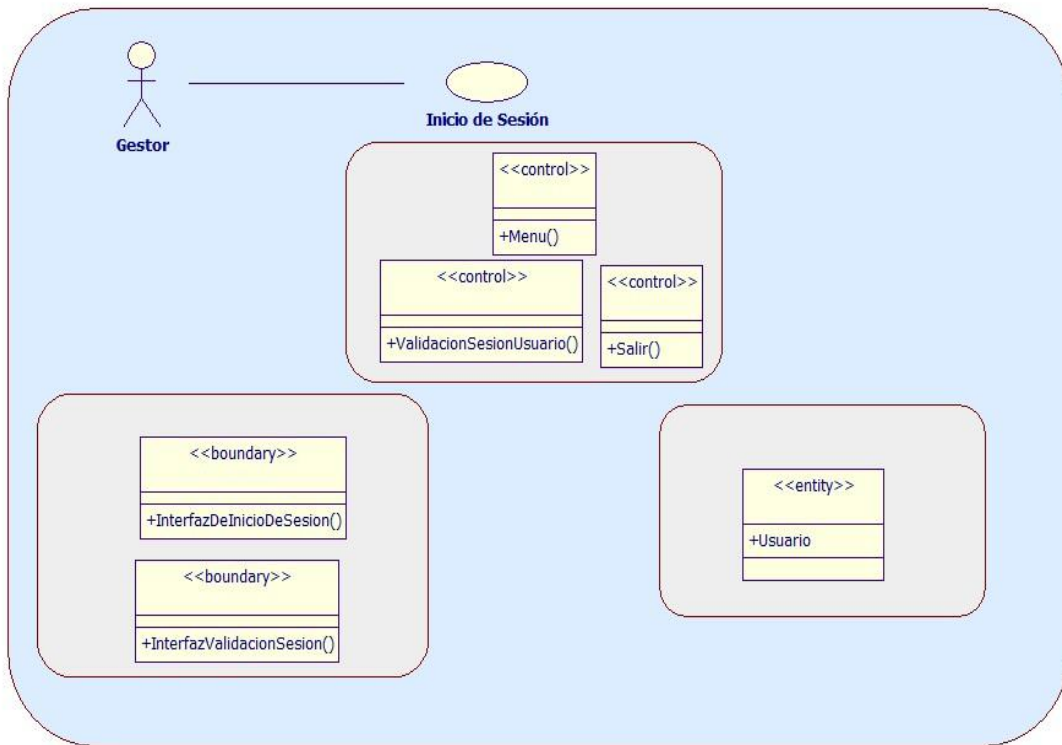 Gestor
Inicio de Sesión
<<control>>
+Menu()
<<control>>
+ValidacionSesionUsuario()
<<control>>
+Salir()
<<boundary>>
+InterfazDeInicioDeSesion()
<<boundary>>
+InterfazValidacionSesion()
<<entity>>
+Usuario